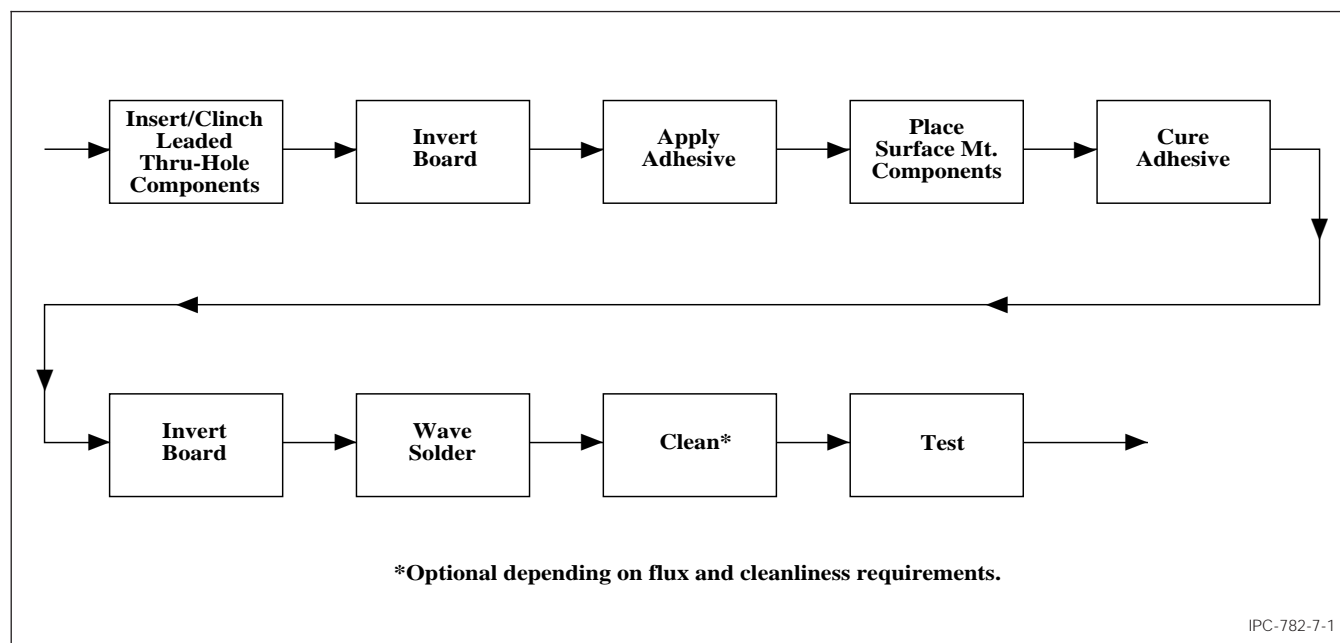 Insert/Clinch
Leaded
Thru-Hole
Components
Invert
Board
Apply
Adhesive
Place
Surface Mt.
Components
Cure
Adhesive
Invert
Board
Wave
Solder
Clean*
Test
*Optional depending on flux and cleanliness requirements.
IPC-782-7-1